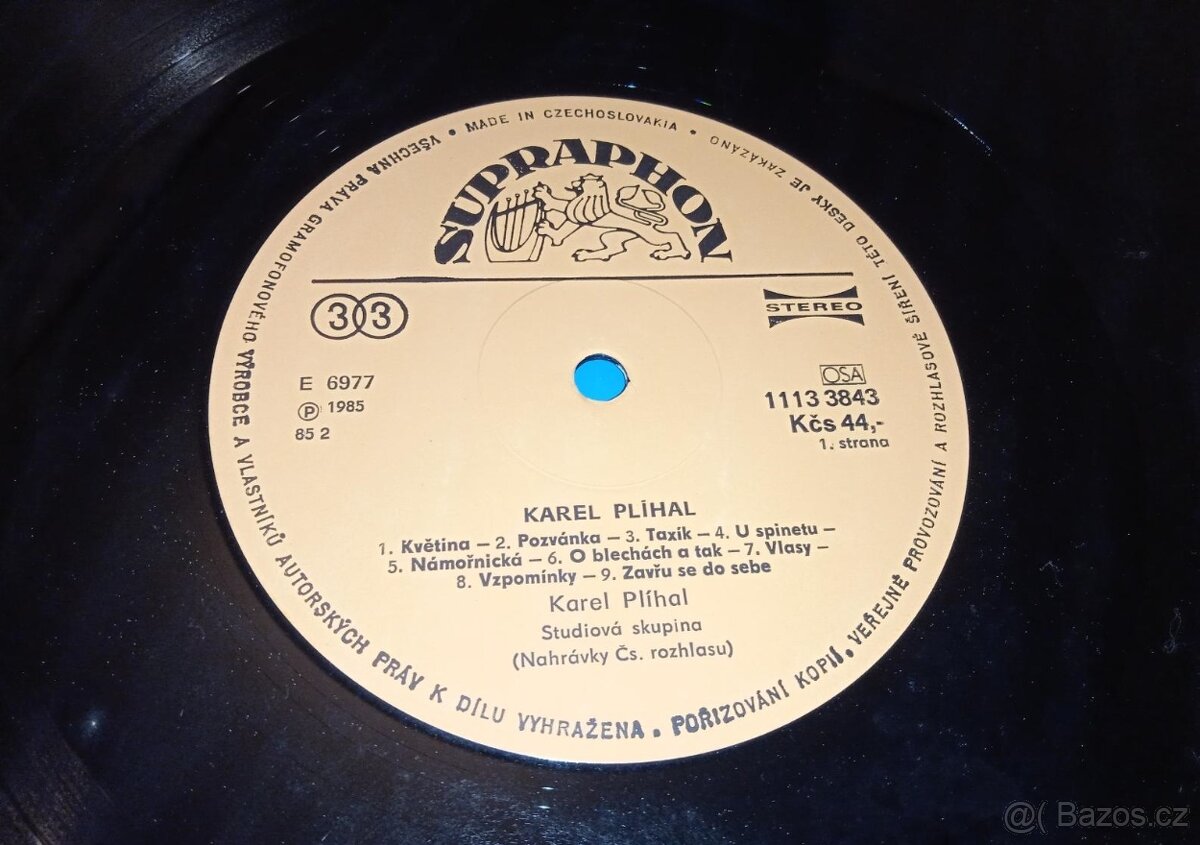 VŠECHNA PRÁVA GRAMOFONOVÉHO VÝROBCE A VLASTNÍKŮ AUTORSKÝCH PRÁV K DÍLU VYHRAŽENA. POŘIZOVÁNÍ KOPIÍ, VEŘEJNÉ PROVOZOVÁNÍ A ROZHLASOVÉ ŠÍŘENÍ TÉTO DESKY JE ZAKÁZÁNO • MADE IN CZECHOSLOVAKIA •
SUPRAPHON
33
STEREO
E 6977
Ⓟ 1985
85 2
OSA
1113 3843
Kčs 44,-
1. strana
KAREL PLÍHAL
1. Květina – 2. Pozvánka – 3. Taxík – 4. U spinetu –
5. Námořnická – 6. O blechách a tak – 7. Vlasy –
8. Vzpomínky – 9. Zavřu se do sebe
Karel Plíhal
Studiová skupina
(Nahrávky Čs. rozhlasu)
@( Bazos.cz